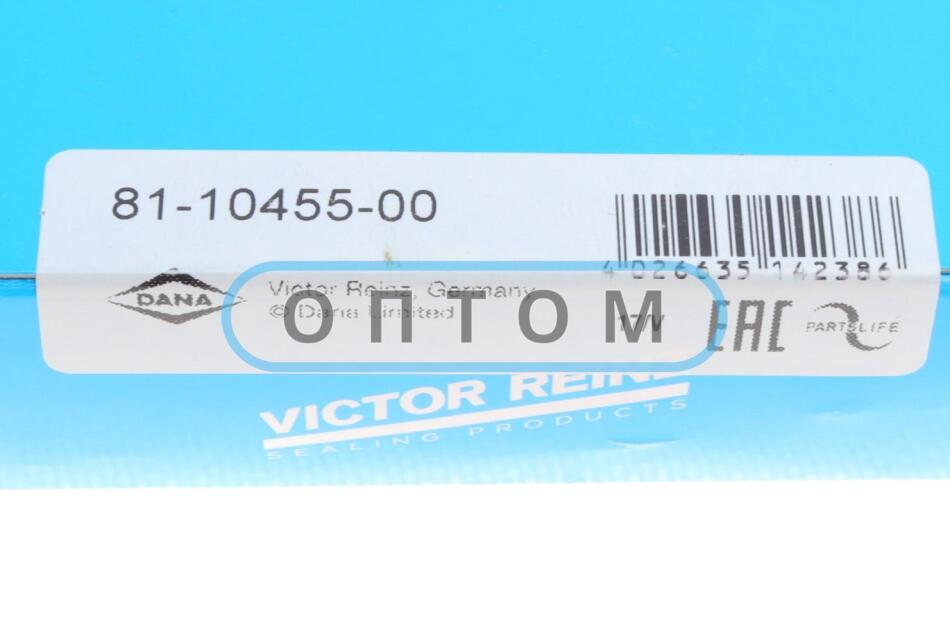 81-10455-00
4 026635 142386
DANA
Victor Reinz, Germany
© Dana Limited
ОПТОМ
EAC
PARTSLIFE
VICTOR REINZ
SEALING PRODUCTS